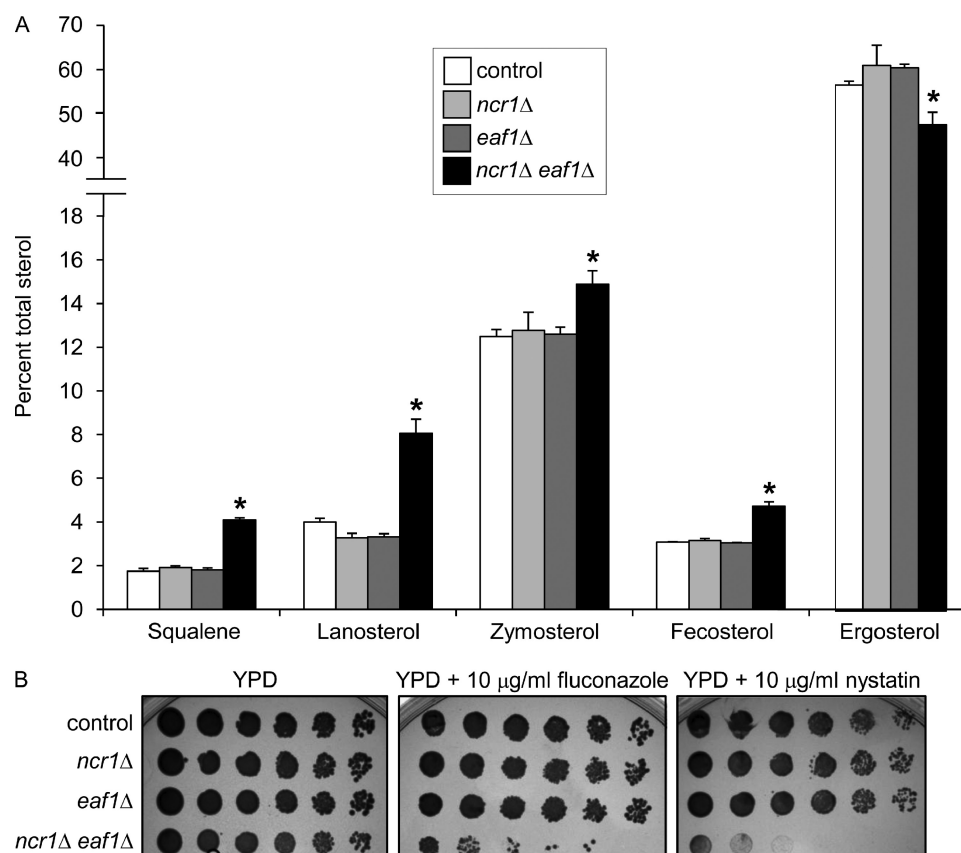 A
70
60
50
40
18
16
14
12
10
8
6
4
2
0
Percent total sterol
control
ncr1Δ
eaf1Δ
ncr1Δ eaf1Δ
*
*
*
*
*
Squalene
Lanosterol
Zymosterol
Fecosterol
Ergosterol
B
YPD
YPD + 10 μg/ml fluconazole
YPD + 10 μg/ml nystatin
control
ncr1Δ
eaf1Δ
ncr1Δ eaf1Δ